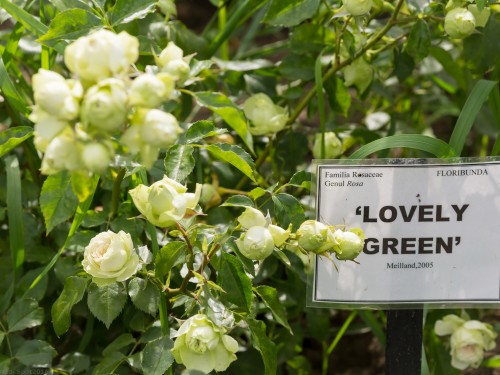 Familia Rosaceae FLORIBUNDA
Genul Rosa
'LOVELY
GREEN'
Meilland,2005